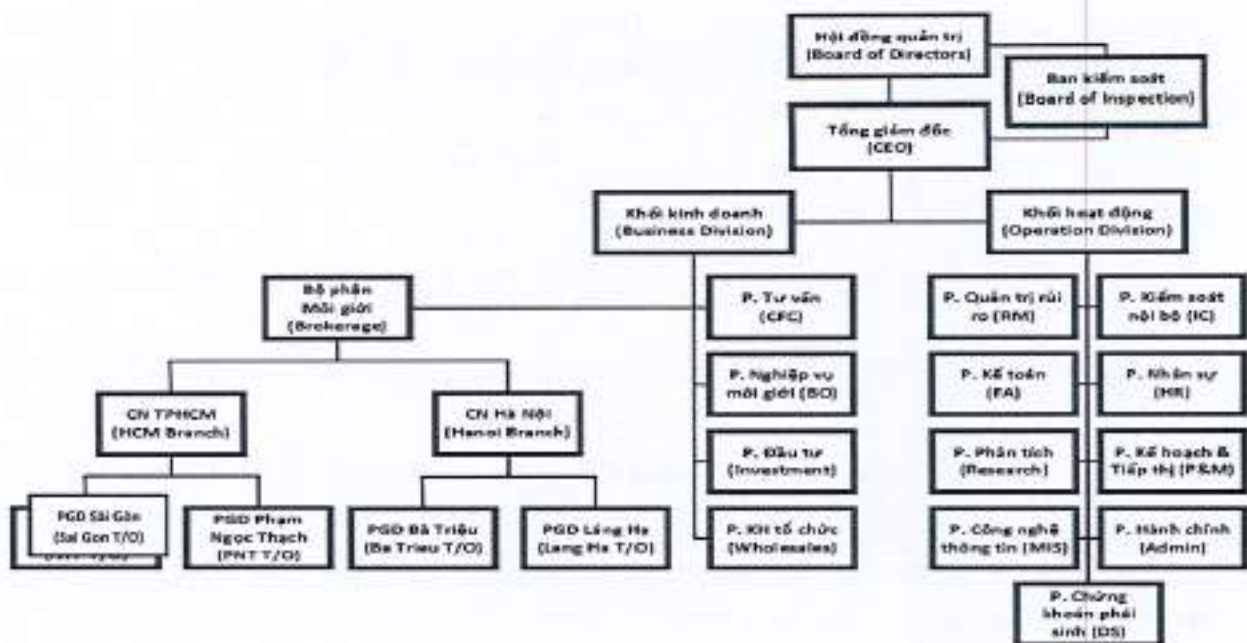 Hội đồng quản trị
(Board of Directors)
Ban kiểm soát
(Board of Inspection)
Tổng giám đốc
(CEO)
Khối kinh doanh
(Business Division)
Khối hoạt động
(Operation Division)
Bộ phận
Môi giới
(Brokerage)
P. Tư vấn
(CFC)
P. Quản trị rủi
ro (RM)
P. Kiểm soát
nội bộ (IC)
P. Nghiệp vụ
môi giới (BO)
P. Kế toán
(FA)
P. Nhân sự
(HR)
CN TPHCM
(HCM Branch)
CN Hà Nội
(Hanoi Branch)
P. Đầu tư
(Investment)
P. Phân tích
(Research)
P. Kế hoạch &
Tiếp thị (P&M)
PGD Sài Gòn
(Sai Gon T/O)
PGD Phạm
Ngọc Thạch
(PNT T/O)
PGD Bà Triệu
(Ba Trieu T/O)
PGD Láng Hạ
(Lang Ha T/O)
P. KH tổ chức
(Wholesales)
P. Công nghệ
thông tin (MIS)
P. Hành chính
(Admin)
P. Chứng
khoán phái
sinh (DS)